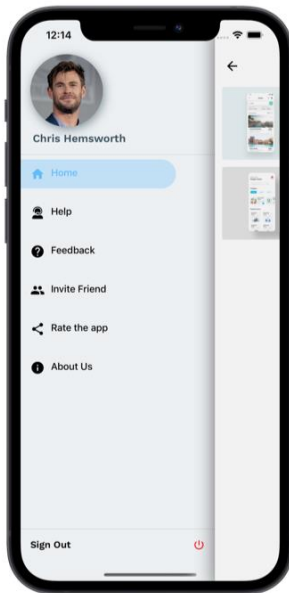 12:14
Chris Hemsworth
Home
Help
Feedback
Invite Friend
Rate the app
About Us
Sign Out